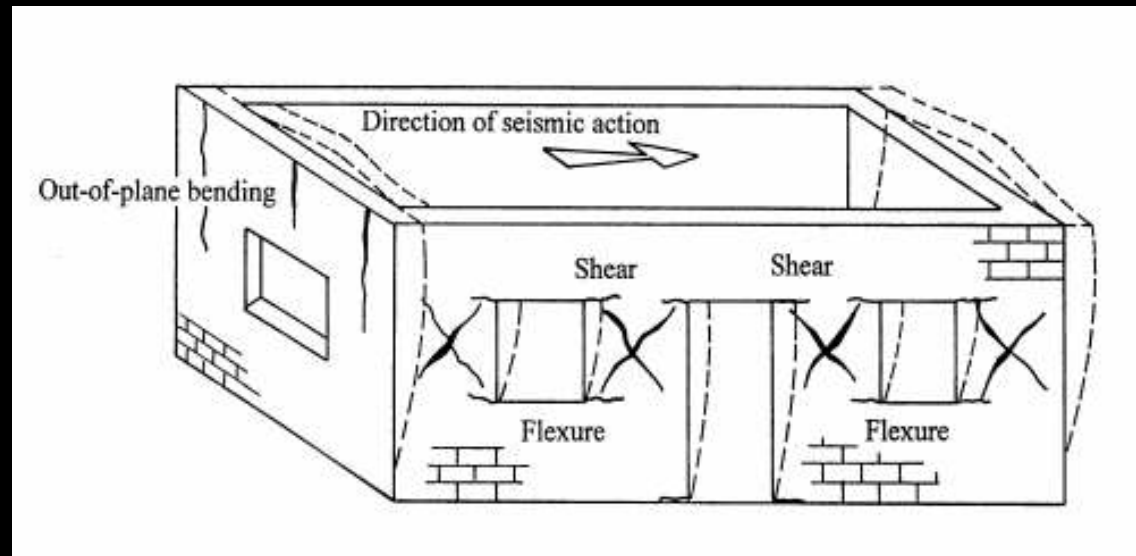 Direction of seismic action
Out-of-plane bending
Shear
Shear
Flexure
Flexure